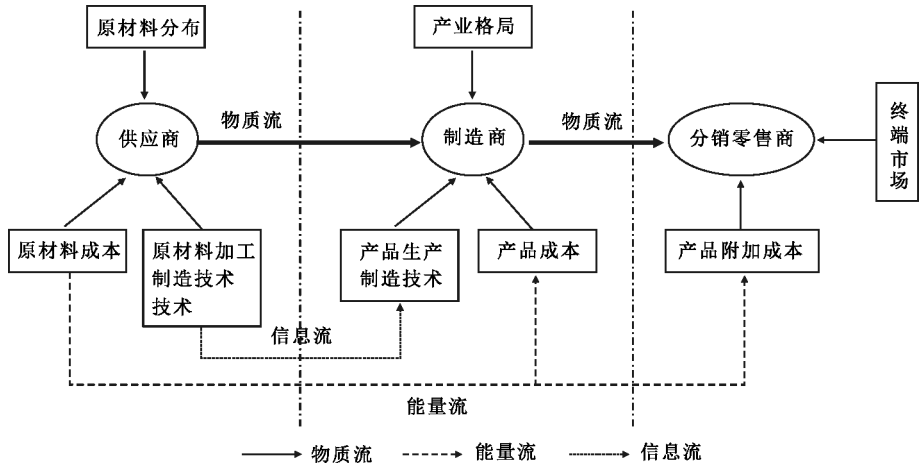 原材料分布
产业格局
物质流
物质流
供应商
制造商
分销零售商
终
端
市
场
原材料成本
原材料加工
制造技术
技术
产品生产
制造技术
产品成本
产品附加成本
信息流
能量流
物质流
能量流
信息流